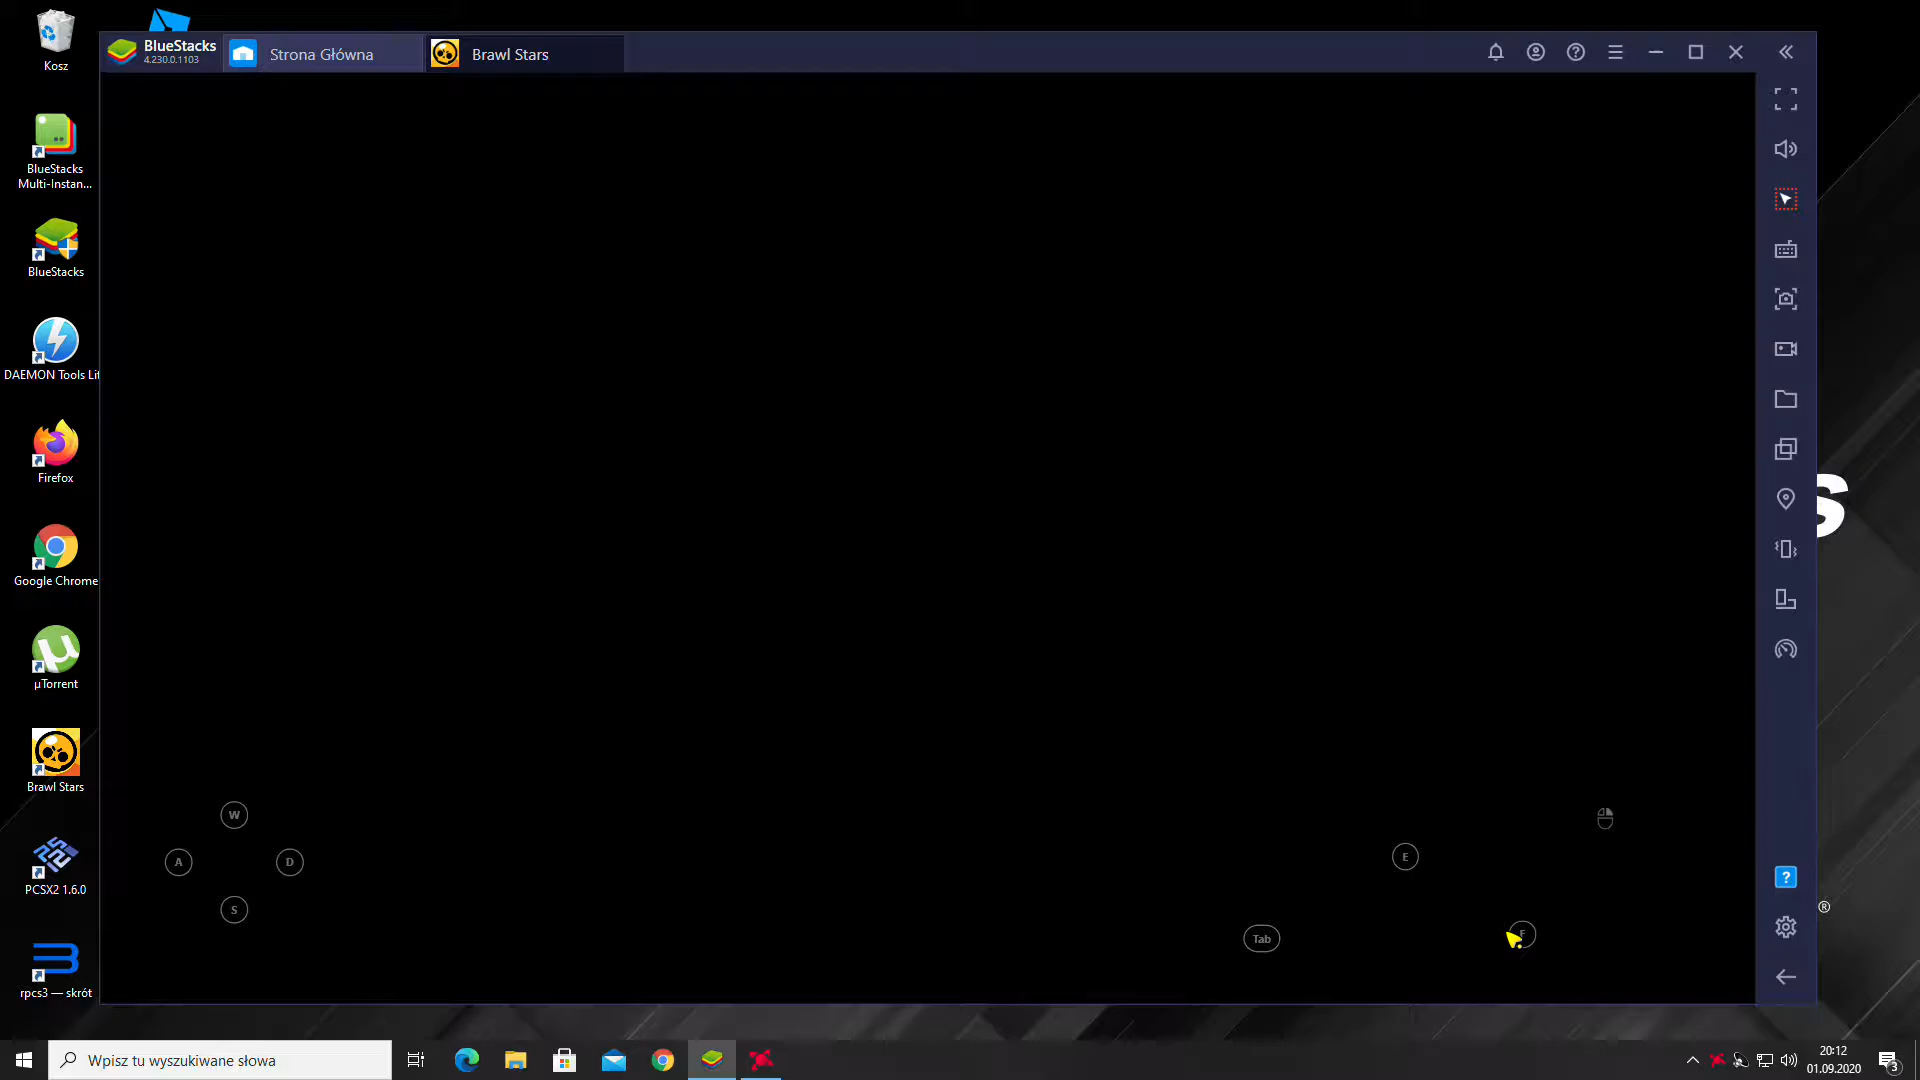 Kosz
BlueStacks
Multi-Instan...
BlueStacks
DAEMON Tools Lit
Firefox
Google Chrome
µTorrent
Brawl Stars
PCSX2 1.6.0
rpcs3 — skrót
BlueStacks
4.230.0.1103
Strona Główna
Brawl Stars
W
A
D
S
E
Tab
F
?
s
®
Wpisz tu wyszukiwane słowa
20:12
01.09.2020
3